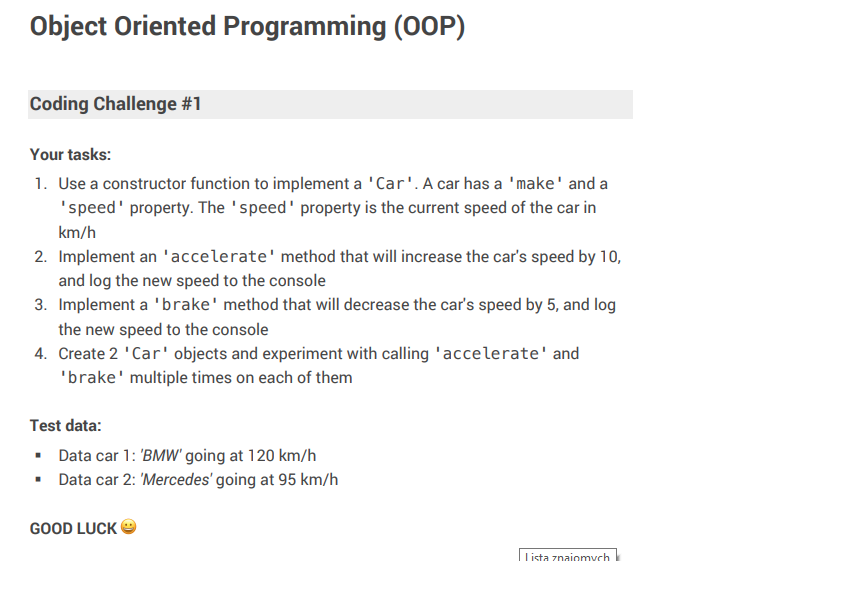 Object Oriented Programming (OOP)
Coding Challenge #1
Your tasks:
1. Use a constructor function to implement a 'Car'. A car has a 'make' and a
'speed' property. The 'speed' property is the current speed of the car in
km/h
2. Implement an 'accelerate' method that will increase the car's speed by 10,
and log the new speed to the console
3. Implement a 'brake' method that will decrease the car's speed by 5, and log
the new speed to the console
4. Create 2 'Car' objects and experiment with calling 'accelerate' and
'brake' multiple times on each of them
Test data:
▪ Data car 1: 'BMW' going at 120 km/h
▪ Data car 2: 'Mercedes' going at 95 km/h
GOOD LUCK 😀
Lista znajomych